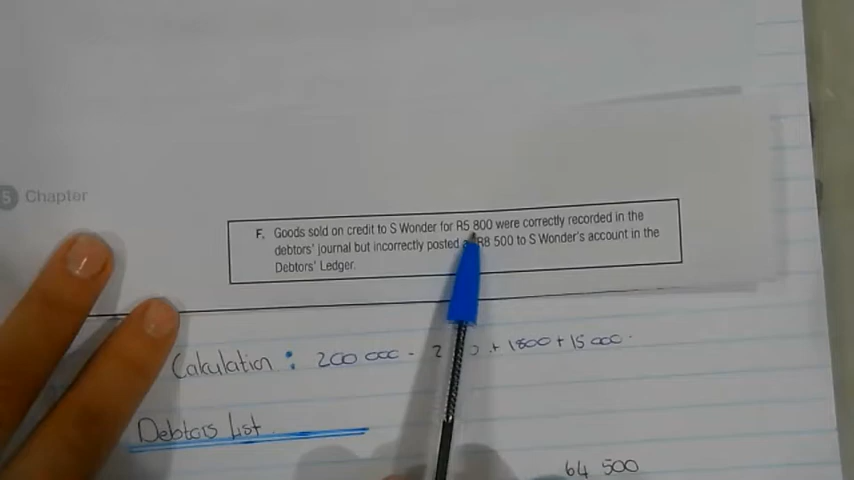 5 Chapter
F. Goods sold on credit to S Wonder for R5 800 were correctly recorded in the
debtors' journal but incorrectly posted R8 500 to S Wonder's account in the
Debtors' Ledger.
Calculation : 200 000 - 2 + 1800 + 15 000.
Debtors List
64 500